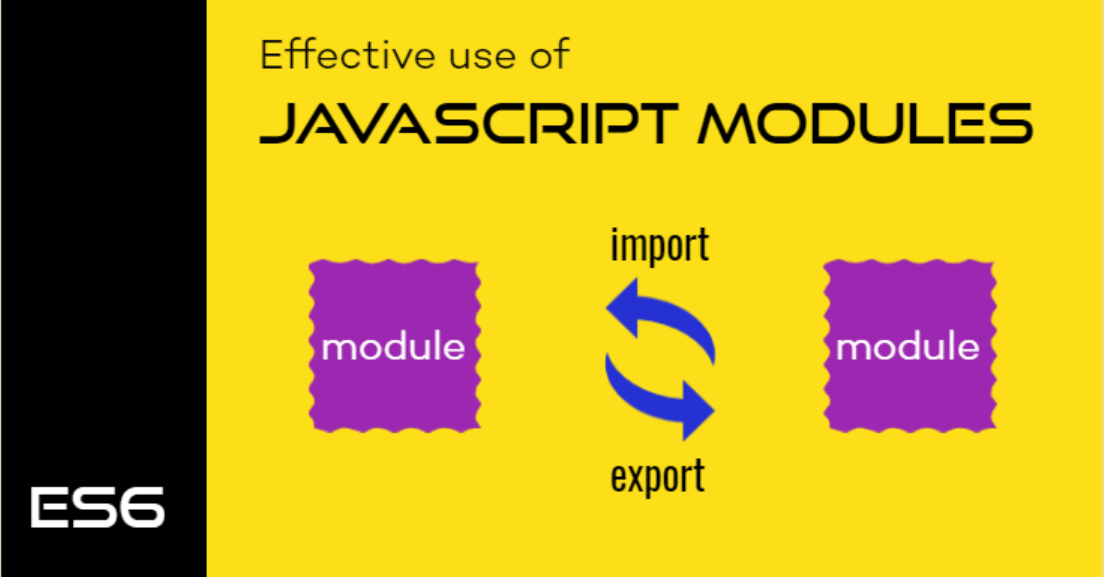 Effective use of
JAVASCRIPT MODULES
import
module
module
export
ES6